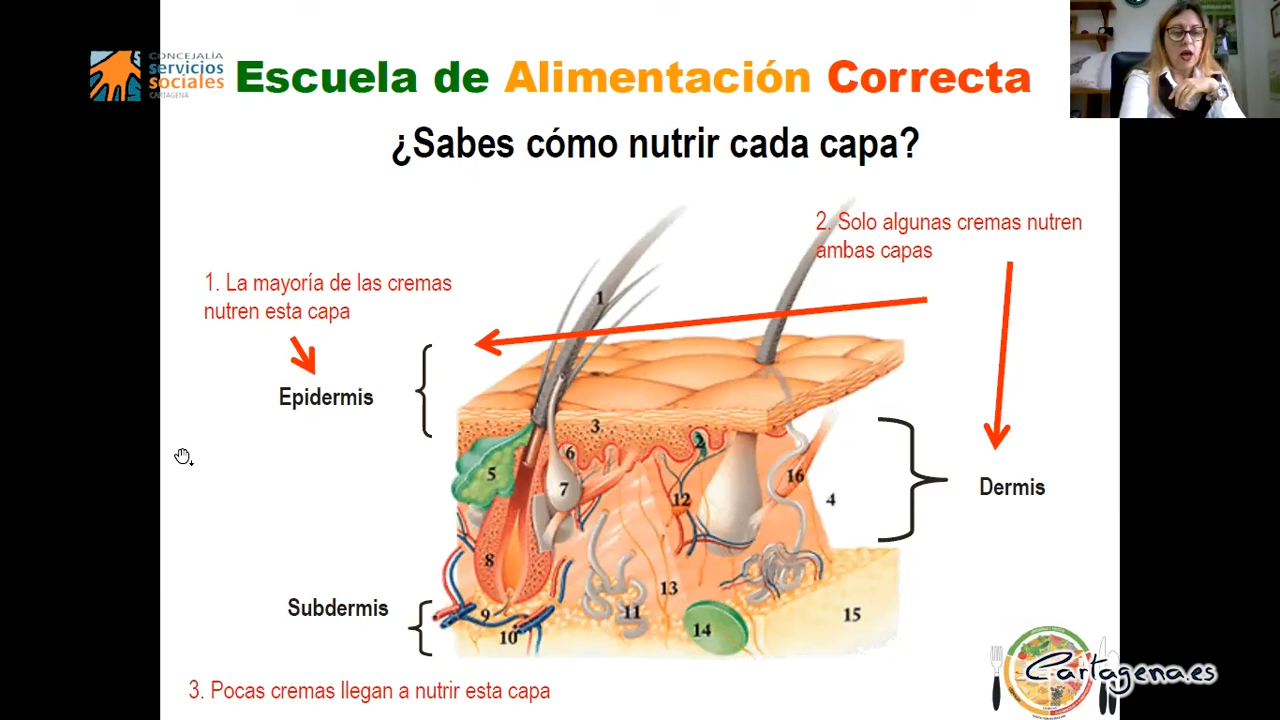 CONCEJALÍA
servicios
sociales
CARTAGENA
Escuela de Alimentación Correcta
¿Sabes cómo nutrir cada capa?
2. Solo algunas cremas nutren
ambas capas
1. La mayoría de las cremas
nutren esta capa
Epidermis
Dermis
Subdermis
1
3
2
6
5
7
16
12
4
8
13
9
11
15
10
14
3. Pocas cremas llegan a nutrir esta capa
Cartagena.es